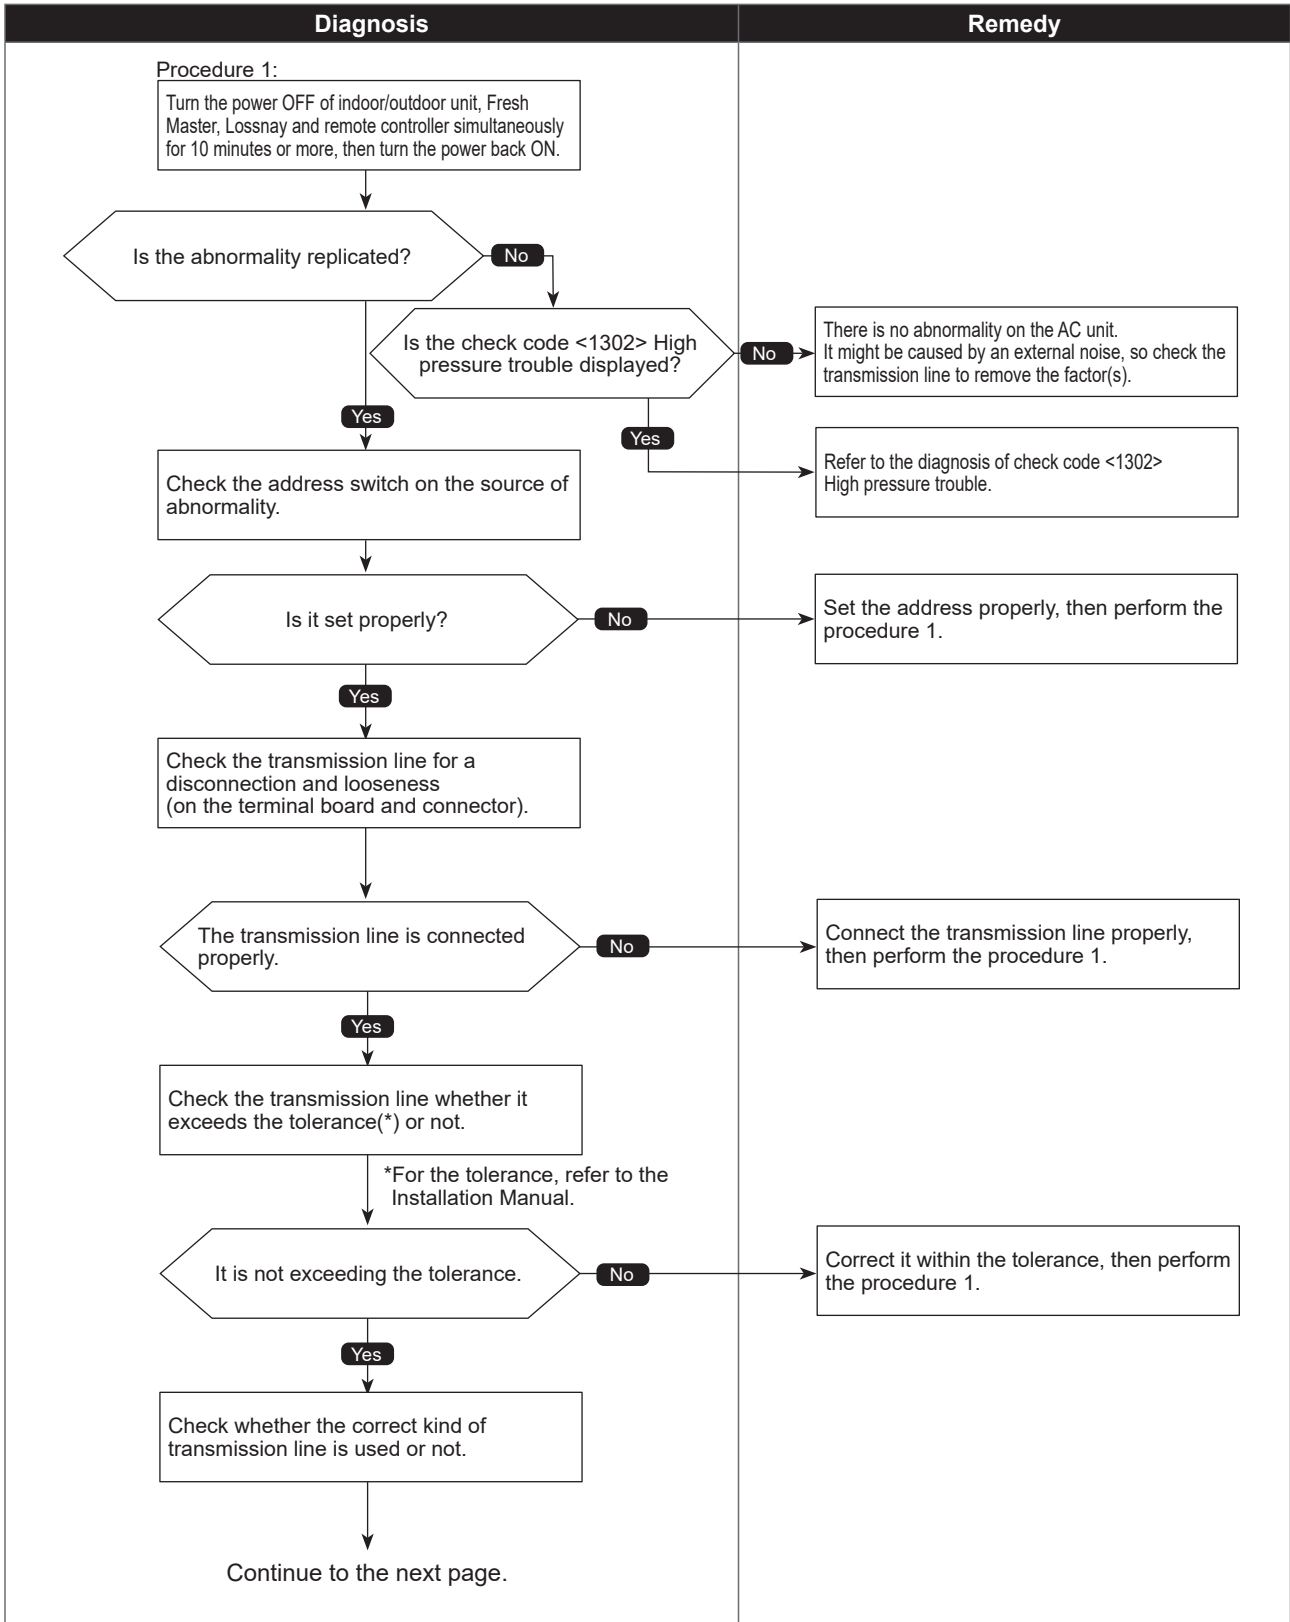 Diagnosis
Remedy
Procedure 1:
Turn the power OFF of indoor/outdoor unit, Fresh
Master, Lossnay and remote controller simultaneously
for 10 minutes or more, then turn the power back ON.
Is the abnormality replicated?
No
Is the check code <1302> High
pressure trouble displayed?
No
There is no abnormality on the AC unit.
It might be caused by an external noise, so check the
transmission line to remove the factor(s).
Yes
Yes
Refer to the diagnosis of check code <1302>
High pressure trouble.
Check the address switch on the source of
abnormality.
Is it set properly?
No
Set the address properly, then perform the
procedure 1.
Yes
Check the transmission line for a
disconnection and looseness
(on the terminal board and connector).
The transmission line is connected
properly.
No
Connect the transmission line properly,
then perform the procedure 1.
Yes
Check the transmission line whether it
exceeds the tolerance(*) or not.
*For the tolerance, refer to the
Installation Manual.
It is not exceeding the tolerance.
No
Correct it within the tolerance, then perform
the procedure 1.
Yes
Check whether the correct kind of
transmission line is used or not.
Continue to the next page.